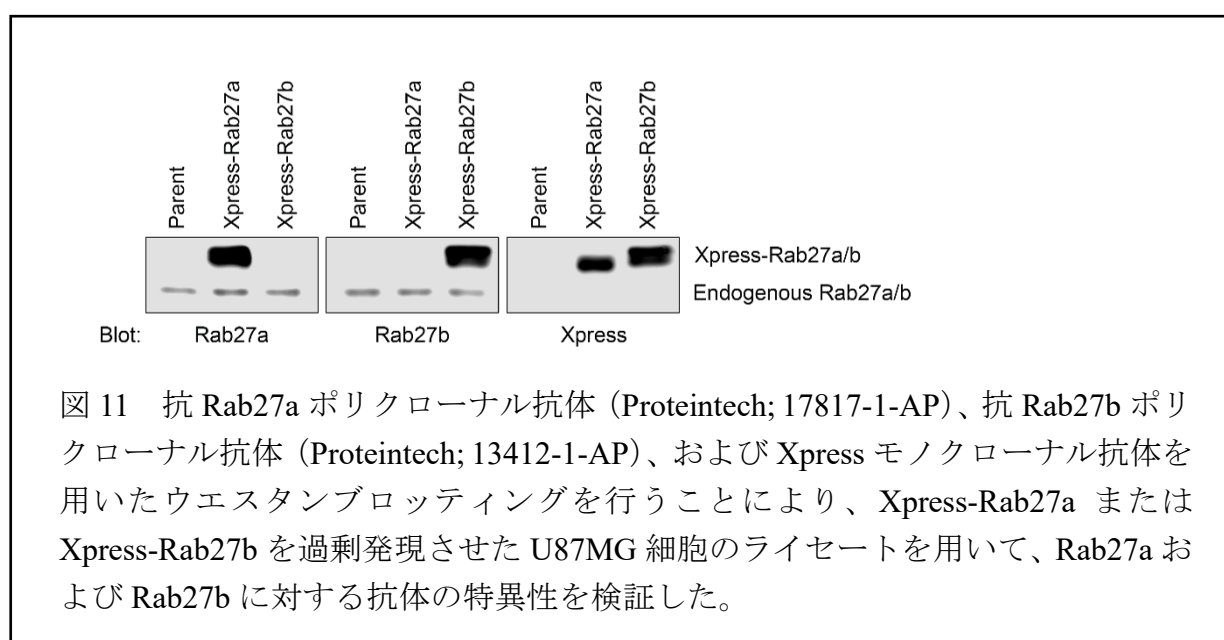 Parent
Xpress-Rab27a
Xpress-Rab27b
Parent
Xpress-Rab27a
Xpress-Rab27b
Parent
Xpress-Rab27a
Xpress-Rab27b
Xpress-Rab27a/b
Endogenous Rab27a/b
Blot: Rab27a Rab27b Xpress
図 11 抗 Rab27a ポリクローナル抗体（Proteintech; 17817-1-AP）、抗 Rab27b ポリ
クローナル抗体（Proteintech; 13412-1-AP）、および Xpress モノクローナル抗体を
用いたウエスタンブロッティングを行うことにより、Xpress-Rab27a または
Xpress-Rab27b を過剰発現させた U87MG 細胞のライセートを用いて、Rab27a お
よび Rab27b に対する抗体の特異性を検証した。